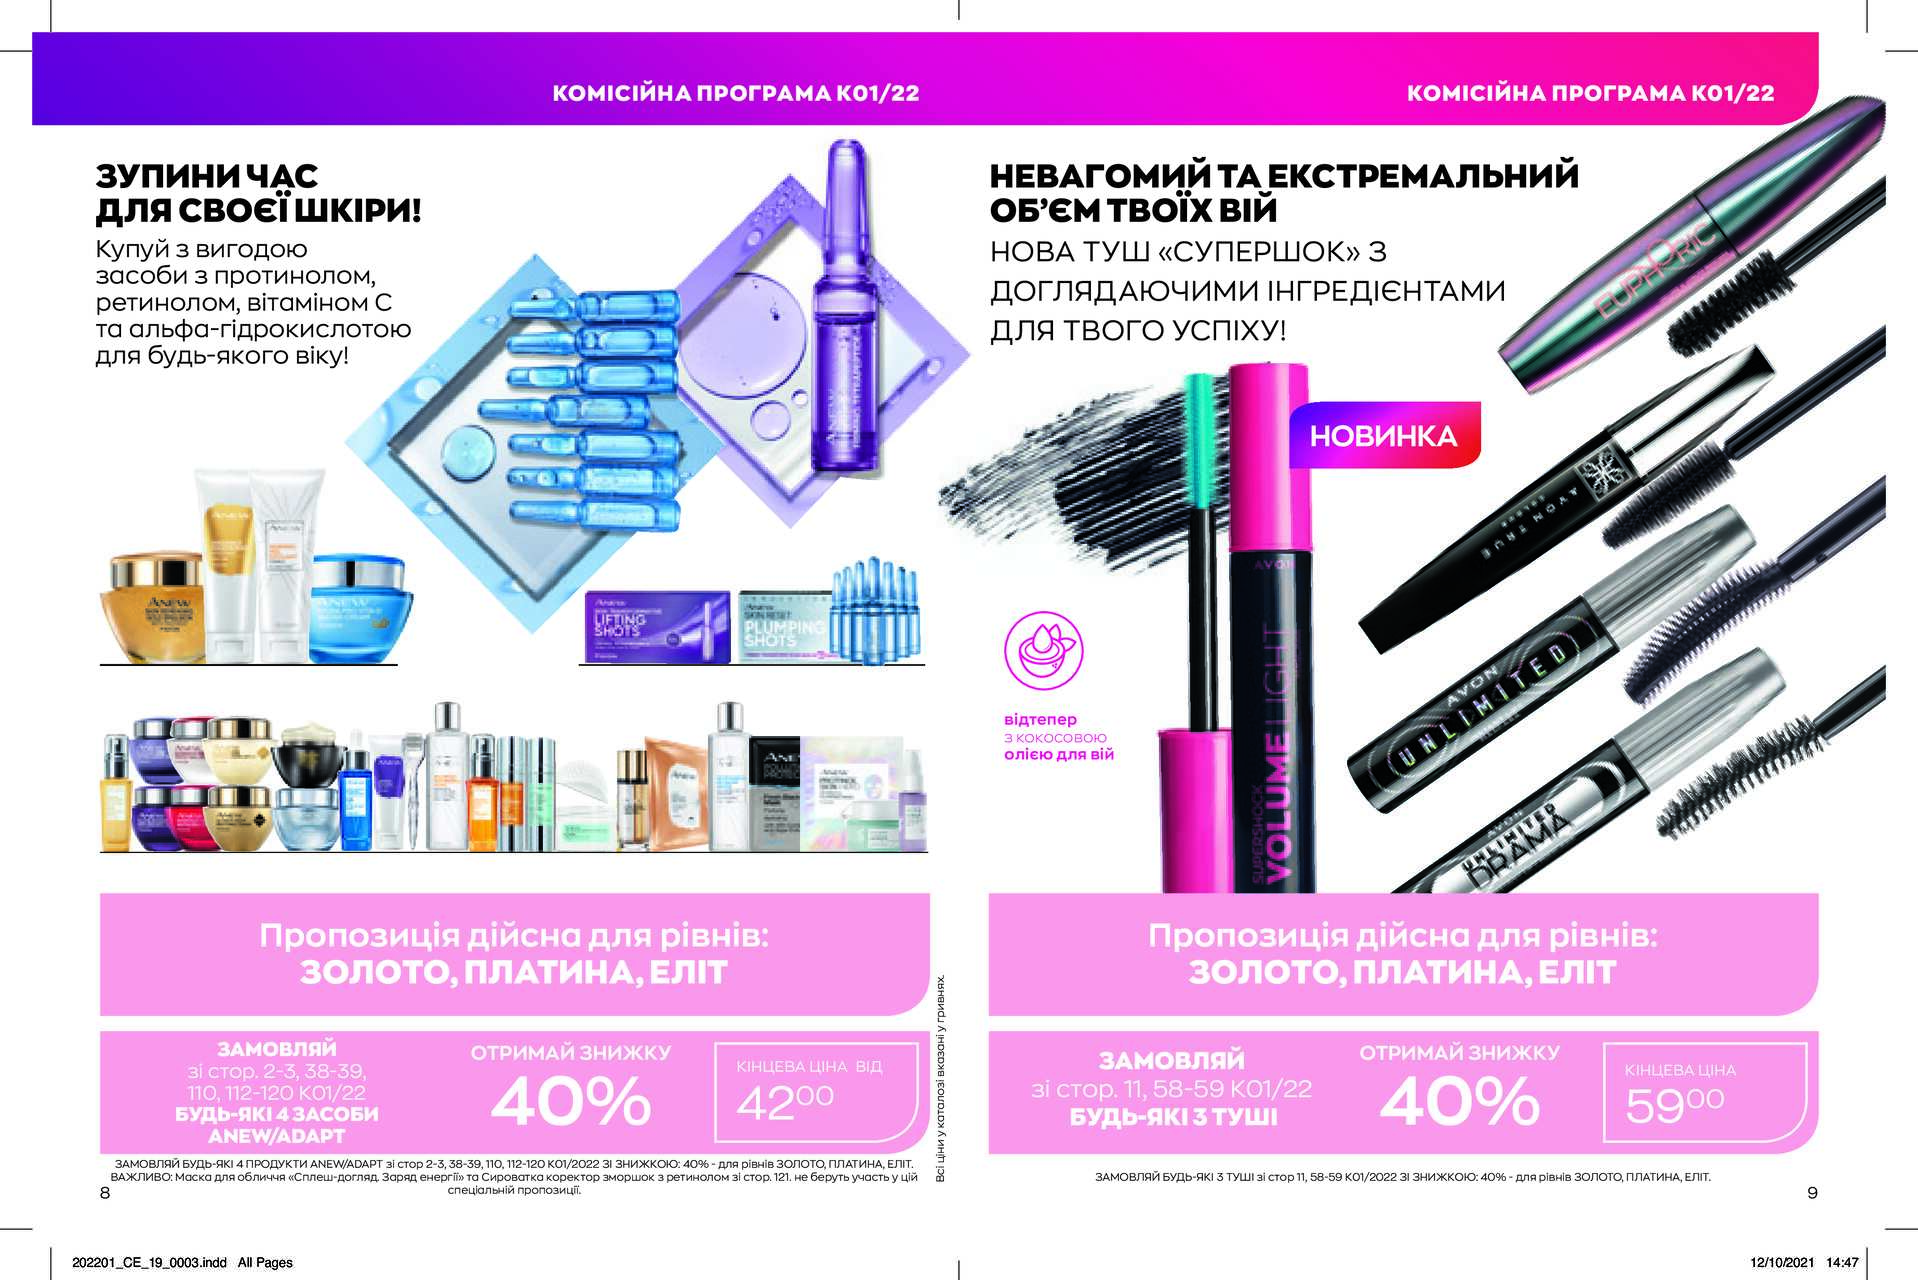 КОМІСІЙНА ПРОГРАМА К01/22
ЗУПИНИ ЧАС
ДЛЯ СВОЄЇ ШКІРИ!
Купуй з вигодою
засоби з протинолом,
ретинолом, вітаміном С
та альфа-гідрокислотою
для будь-якого віку!
ANEW
LIFTING
SHOTS
ANEW
SKIN RESET
PLUMPING
SHOTS
Пропозиція дійсна для рівнів:
ЗОЛОТО, ПЛАТИНА, ЕЛІТ
ЗАМОВЛЯЙ
зі стор. 2-3, 38-39,
110, 112-120 К01/22
БУДЬ-ЯКІ 4 ЗАСОБИ
ANEW/ADAPT
ОТРИМАЙ ЗНИЖКУ
40%
КІНЦЕВА ЦІНА ВІД
42⁰⁰
ЗАМОВЛЯЙ БУДЬ-ЯКІ 4 ПРОДУКТИ ANEW/ADAPT зі стор 2-3, 38-39, 110, 112-120 К01/2022 ЗІ ЗНИЖКОЮ: 40% - для рівнів ЗОЛОТО, ПЛАТИНА, ЕЛІТ.
ВАЖЛИВО: Маска для обличчя «Сплеш-догляд. Заряд енергії» та Сироватка коректор зморшок з ретинолом зі стор. 121. не беруть участь у цій
спеціальній пропозиції.
8
Всі ціни у каталозі вказані у гривнях.
КОМІСІЙНА ПРОГРАМА К01/22
НЕВАГОМИЙ ТА ЕКСТРЕМАЛЬНИЙ
ОБ’ЄМ ТВОЇХ ВІЙ
НОВА ТУШ «СУПЕРШОК» З
ДОГЛЯДАЮЧИМИ ІНГРЕДІЄНТАМИ
ДЛЯ ТВОГО УСПІХУ!
НОВИНКА
EUPHORIC
AVON TRUE
COLOUR
AVON
UNLIMITED
AVON
UNLIMITED
DRAMA
AVON
SUPERSHOCK
VOLUME LIGHT
відтепер
з кокосовою
олією для вій
Пропозиція дійсна для рівнів:
ЗОЛОТО, ПЛАТИНА, ЕЛІТ
ЗАМОВЛЯЙ
зі стор. 11, 58-59 К01/22
БУДЬ-ЯКІ 3 ТУШІ
ОТРИМАЙ ЗНИЖКУ
40%
КІНЦЕВА ЦІНА
59⁰⁰
ЗАМОВЛЯЙ БУДЬ-ЯКІ 3 ТУШІ зі стор 11, 58-59 К01/2022 ЗІ ЗНИЖКОЮ: 40% - для рівнів ЗОЛОТО, ПЛАТИНА, ЕЛІТ.
9
202201_CE_19_0003.indd All Pages
12/10/2021 14:47